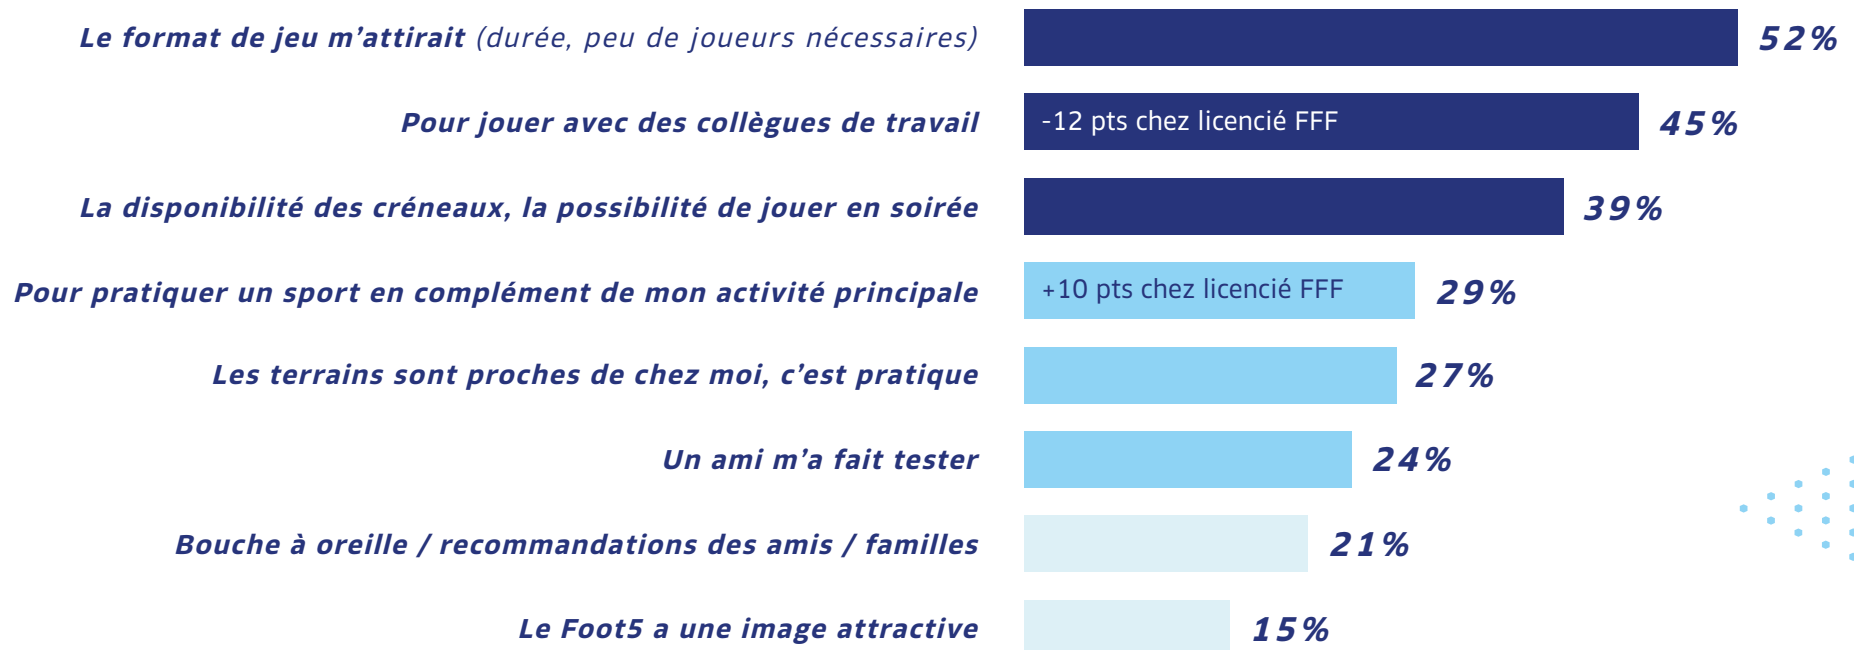 Le format de jeu m’attirait (durée, peu de joueurs nécessaires) 52%
Pour jouer avec des collègues de travail -12 pts chez licencié FFF 45%
La disponibilité des créneaux, la possibilité de jouer en soirée 39%
Pour pratiquer un sport en complément de mon activité principale +10 pts chez licencié FFF 29%
Les terrains sont proches de chez moi, c’est pratique 27%
Un ami m’a fait tester 24%
Bouche à oreille / recommandations des amis / familles 21%
Le Foot5 a une image attractive 15%